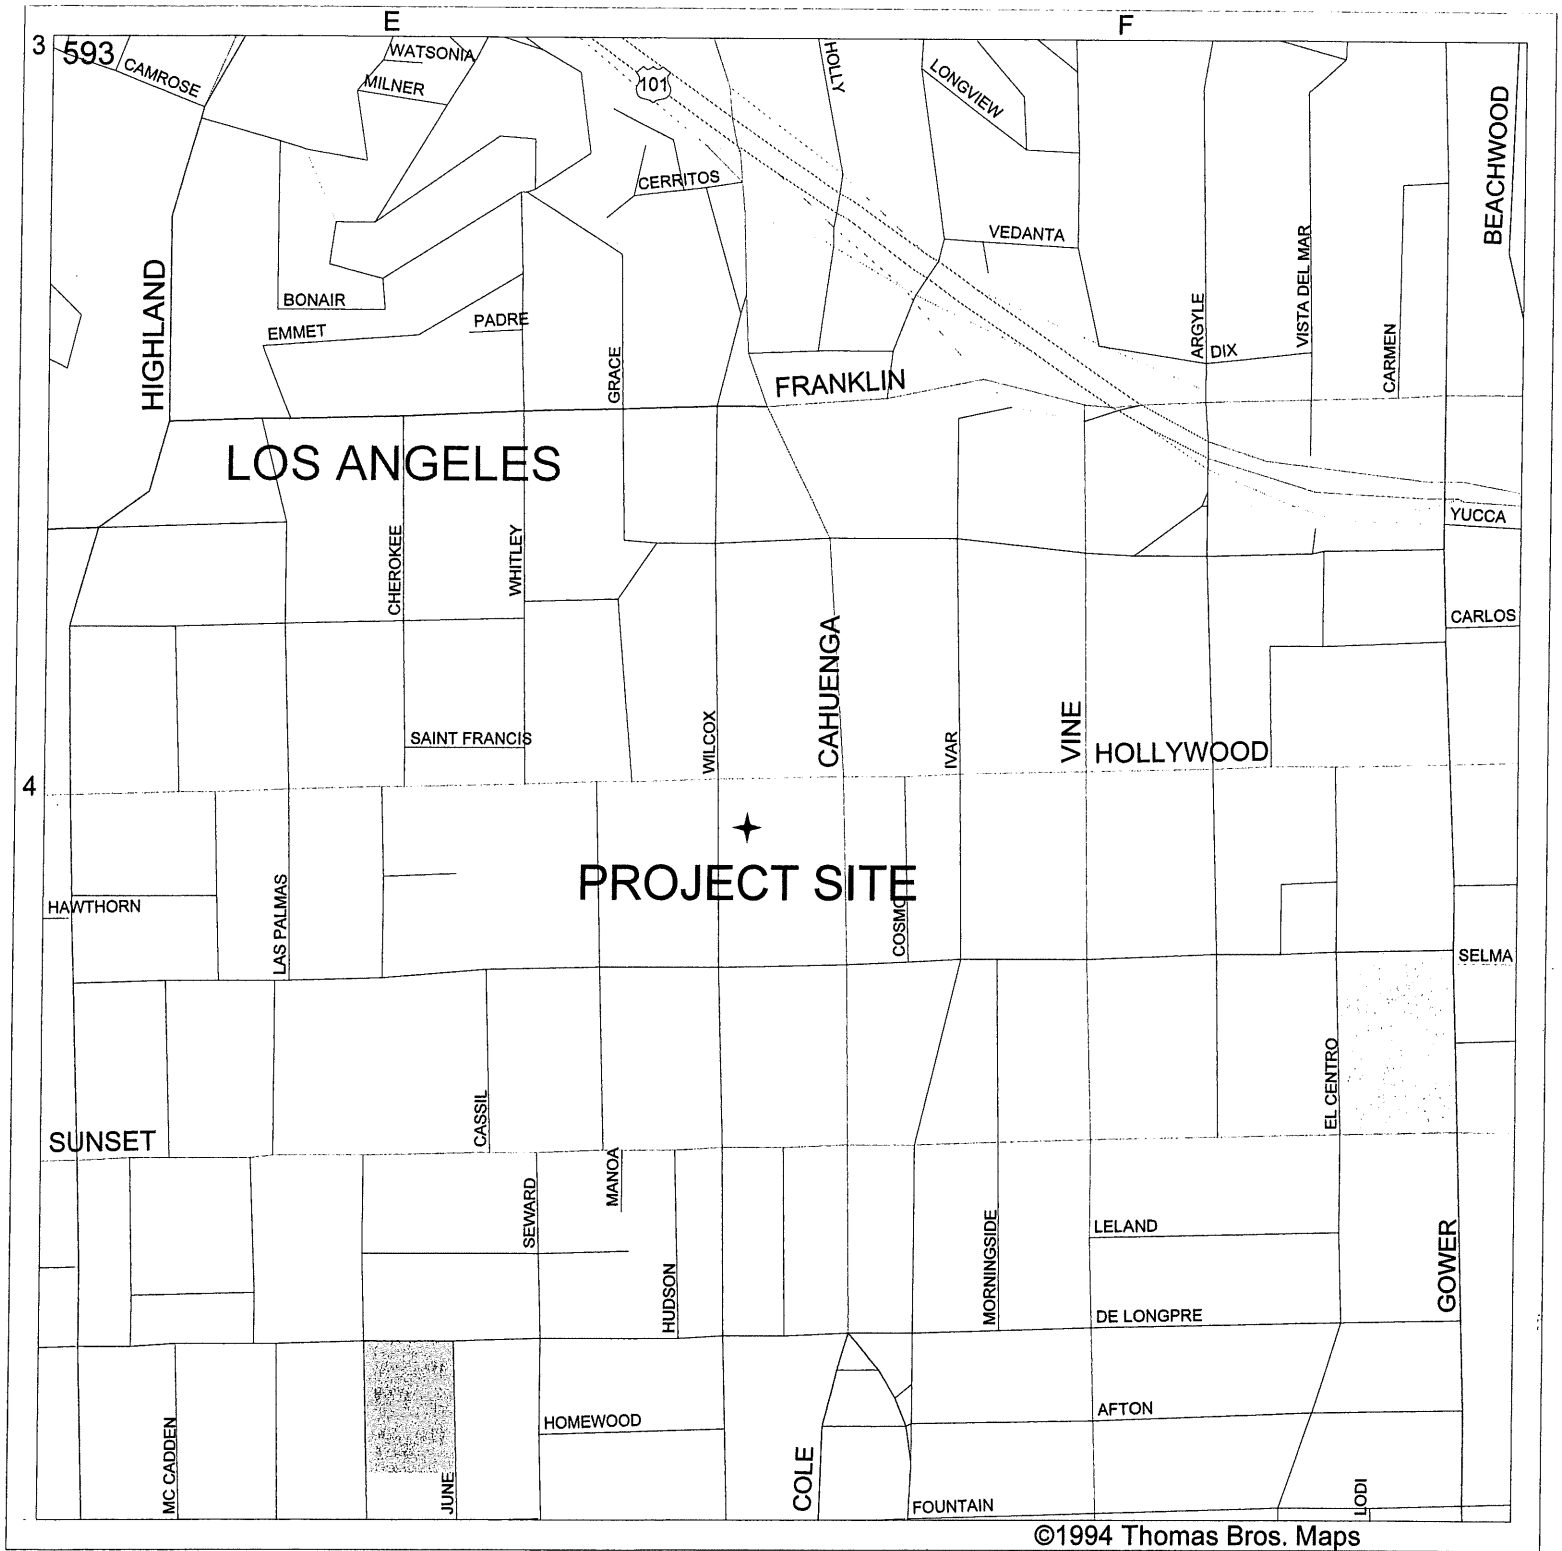 E
F
3
593
CAMROSE
WATSONIA
MILNER
101
HOLLY
LONGVIEW
BEACHWOOD
CERRITOS
VEDANTA
HIGHLAND
BONAIR
EMMET
PADRE
GRACE
FRANKLIN
ARGYLE
DIX
VISTA DEL MAR
CARMEN
LOS ANGELES
CHEROKEE
WHITLEY
YUCCA
CARLOS
SAINT FRANCIS
WILCOX
CAHUENGA
IVAR
VINE
HOLLYWOOD
4
PROJECT SITE
HAWTHORN
LAS PALMAS
COSMO
SELMA
CASSIL
EL CENTRO
SUNSET
SEWARD
MANOA
HUDSON
MORNINGSIDE
LELAND
GOWER
DE LONGPRE
MC CADDEN
JUNE
HOMEWOOD
COLE
AFTON
FOUNTAIN
LODI
©1994 Thomas Bros. Maps